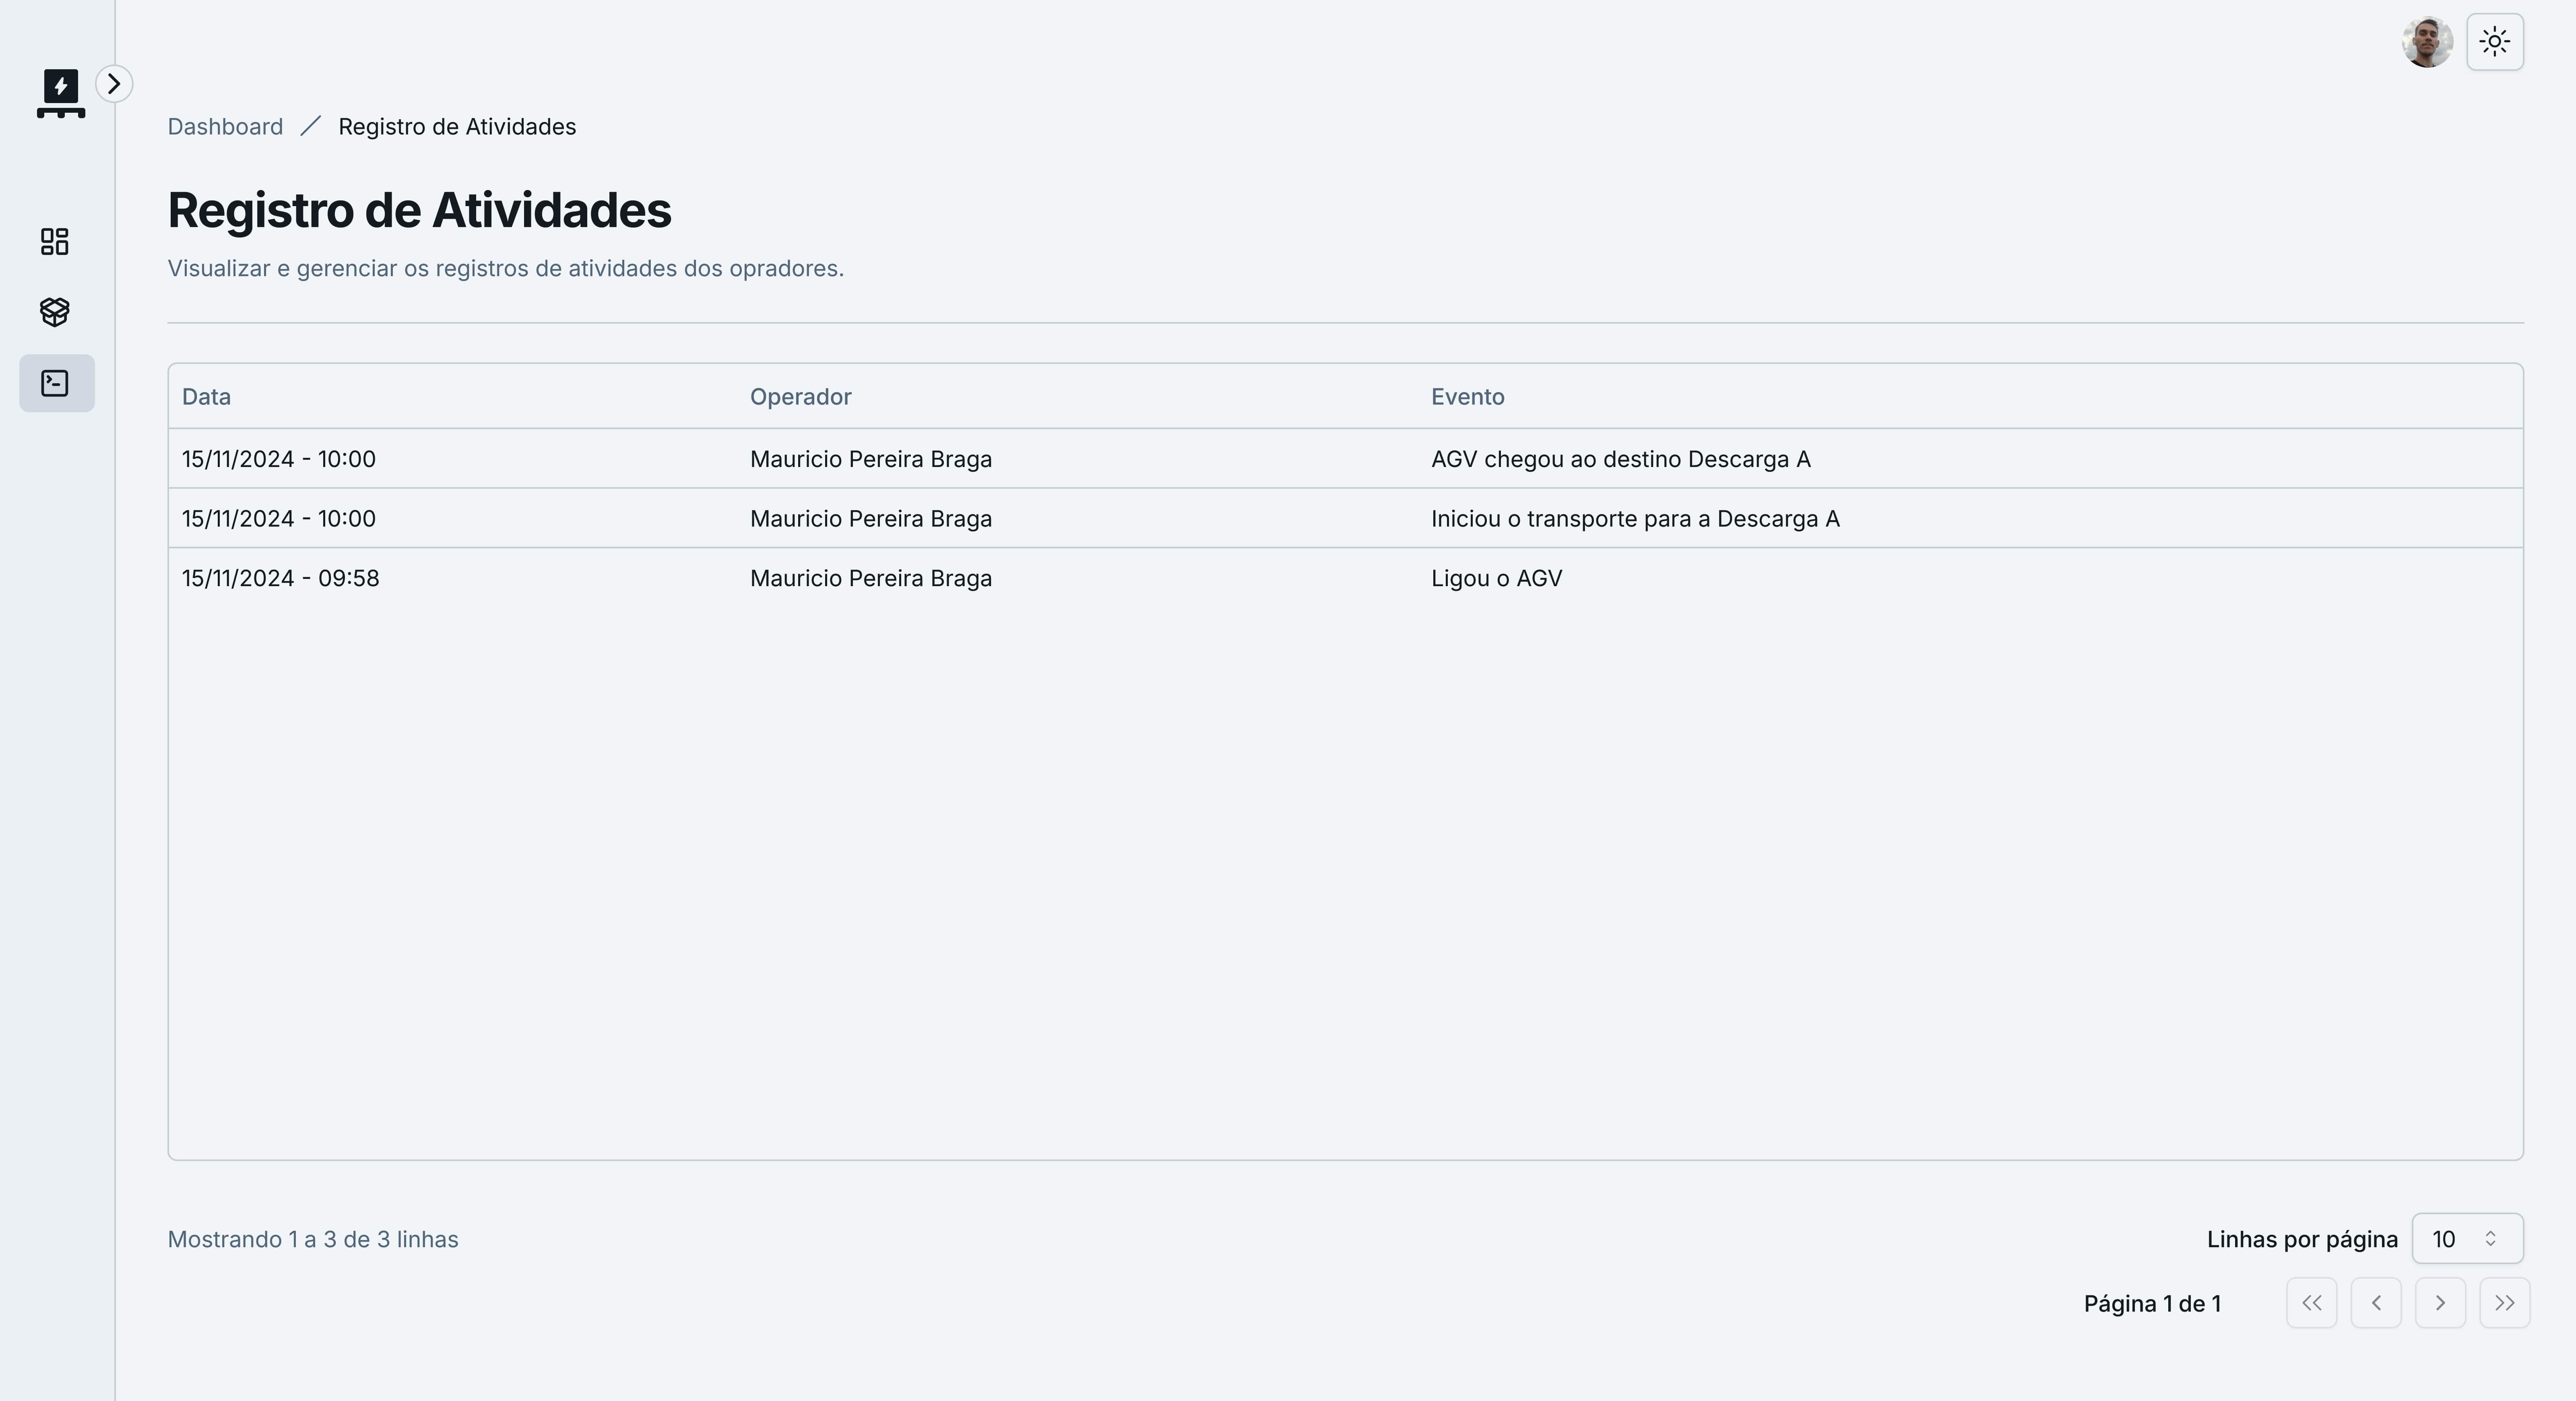 Dashboard / Registro de Atividades
Registro de Atividades
Visualizar e gerenciar os registros de atividades dos opradores.
Data Operador Evento
15/11/2024 - 10:00 Mauricio Pereira Braga AGV chegou ao destino Descarga A
15/11/2024 - 10:00 Mauricio Pereira Braga Iniciou o transporte para a Descarga A
15/11/2024 - 09:58 Mauricio Pereira Braga Ligou o AGV
Mostrando 1 a 3 de 3 linhas Linhas por página 10
Página 1 de 1